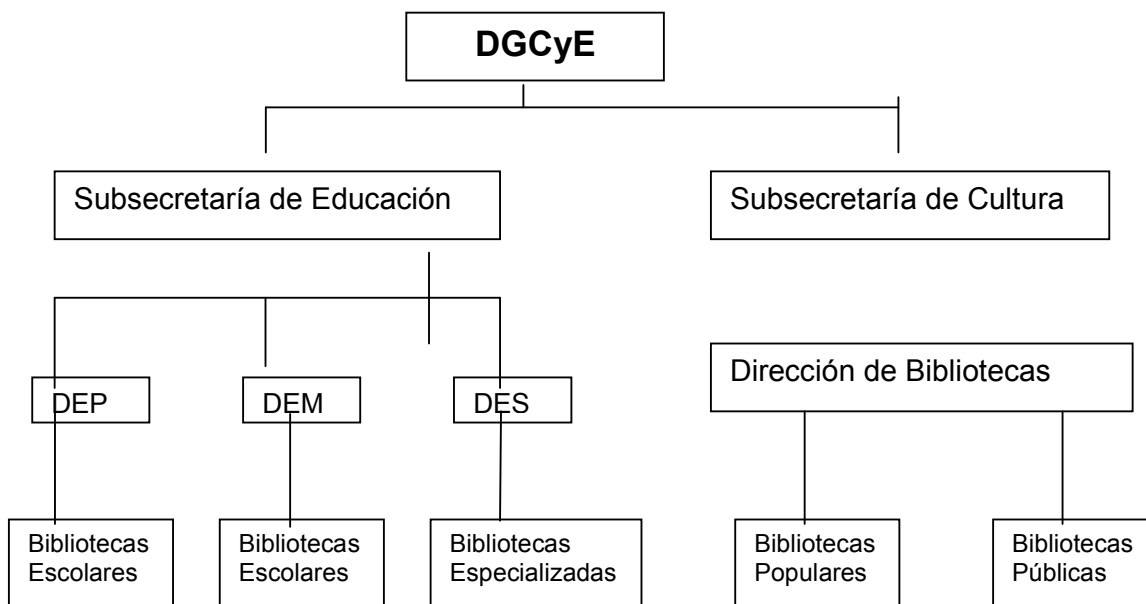 DGCyE
Subsecretaría de Educación
Subsecretaría de Cultura
Dirección de Bibliotecas
DEP
DEM
DES
Bibliotecas
Escolares
Bibliotecas
Escolares
Bibliotecas
Especializadas
Bibliotecas
Populares
Bibliotecas
Públicas